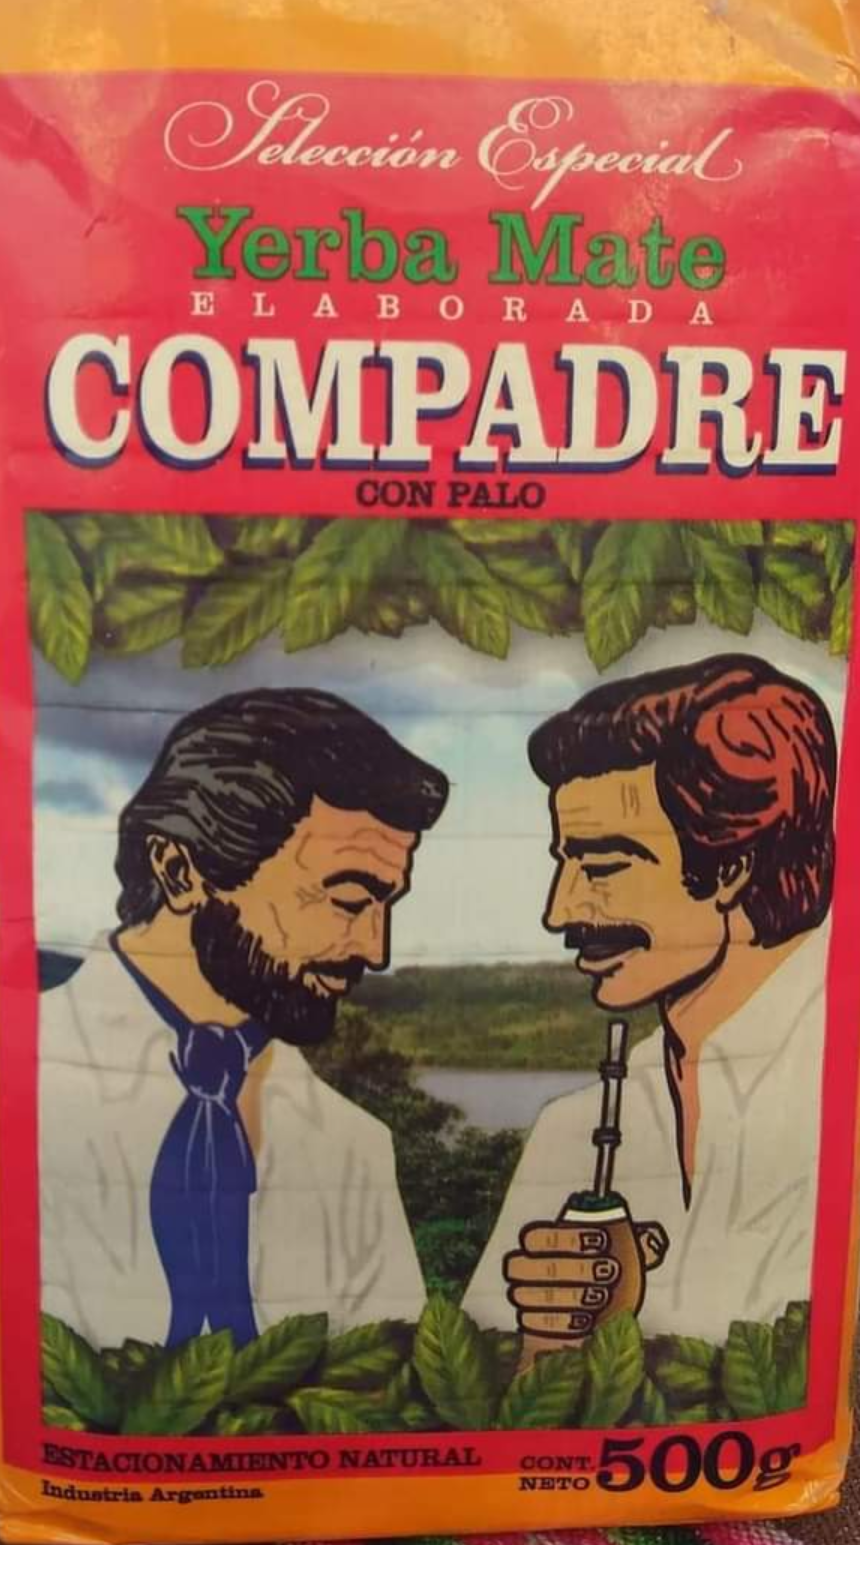 Selección Especial
Yerba Mate
ELABORADA
COMPADRE
CON PALO
ESTACIONAMIENTO NATURAL
Industria Argentina
CONT.
NETO 500g